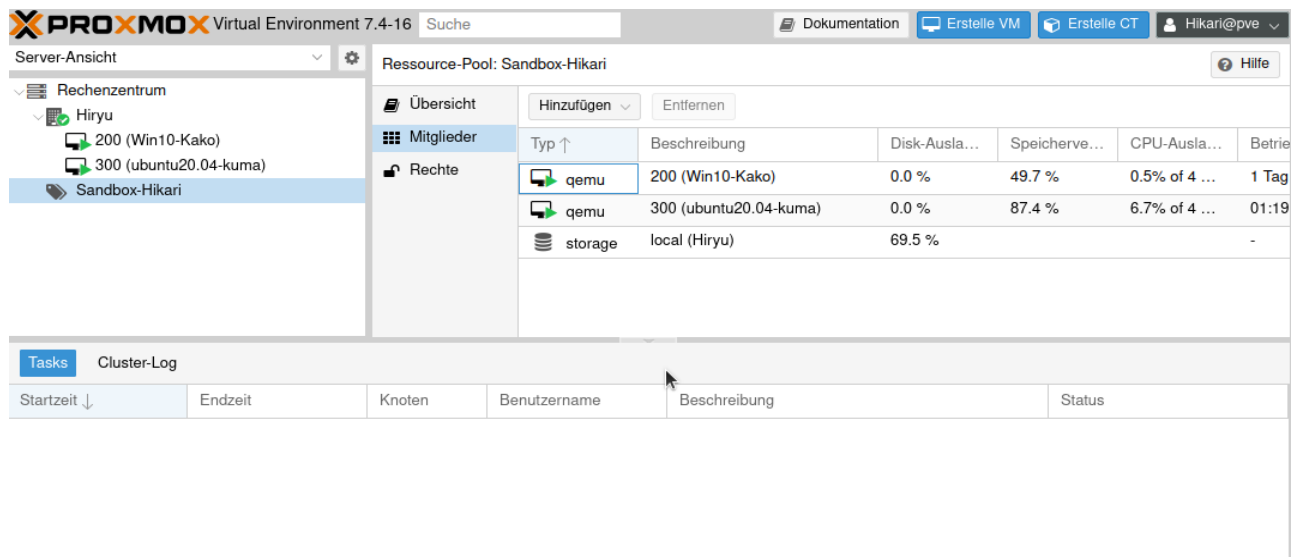 PROXMOX Virtual Environment 7.4-16 Suche Dokumentation Erstelle VM Erstelle CT Hikari@pve
Server-Ansicht
Rechenzentrum
Hiryu
200 (Win10-Kako)
300 (ubuntu20.04-kuma)
Sandbox-Hikari
Ressource-Pool: Sandbox-Hikari Hilfe
Übersicht
Mitglieder
Rechte
Hinzufügen Entfernen
Typ Beschreibung Disk-Ausla... Speicherve... CPU-Ausla... Betrie
qemu 200 (Win10-Kako) 0.0 % 49.7 % 0.5% of 4 ... 1 Tag
qemu 300 (ubuntu20.04-kuma) 0.0 % 87.4 % 6.7% of 4 ... 01:19
storage local (Hiryu) 69.5 % -
Tasks Cluster-Log
Startzeit Endzeit Knoten Benutzername Beschreibung Status